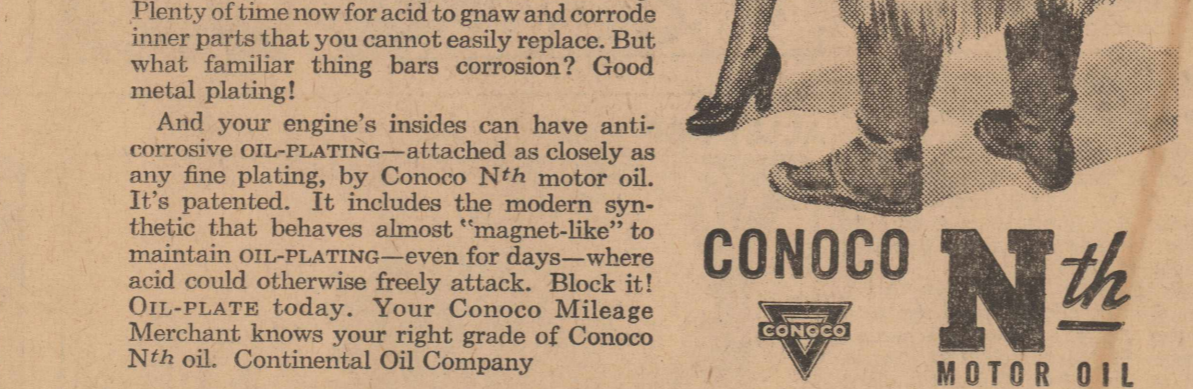 Plenty of time now for acid to gnaw and corrode
inner parts that you cannot easily replace. But
what familiar thing bars corrosion? Good
metal plating!
And your engine's insides can have anti-
corrosive OIL-PLATING—attached as closely as
any fine plating, by Conoco Nth motor oil.
It's patented. It includes the modern syn-
thetic that behaves almost "magnet-like" to
maintain OIL-PLATING—even for days—where
acid could otherwise freely attack. Block it!
OIL-PLATE today. Your Conoco Mileage
Merchant knows your right grade of Conoco
Nth oil. Continental Oil Company
CONOCO
CONOCO
Nth
MOTOR OIL